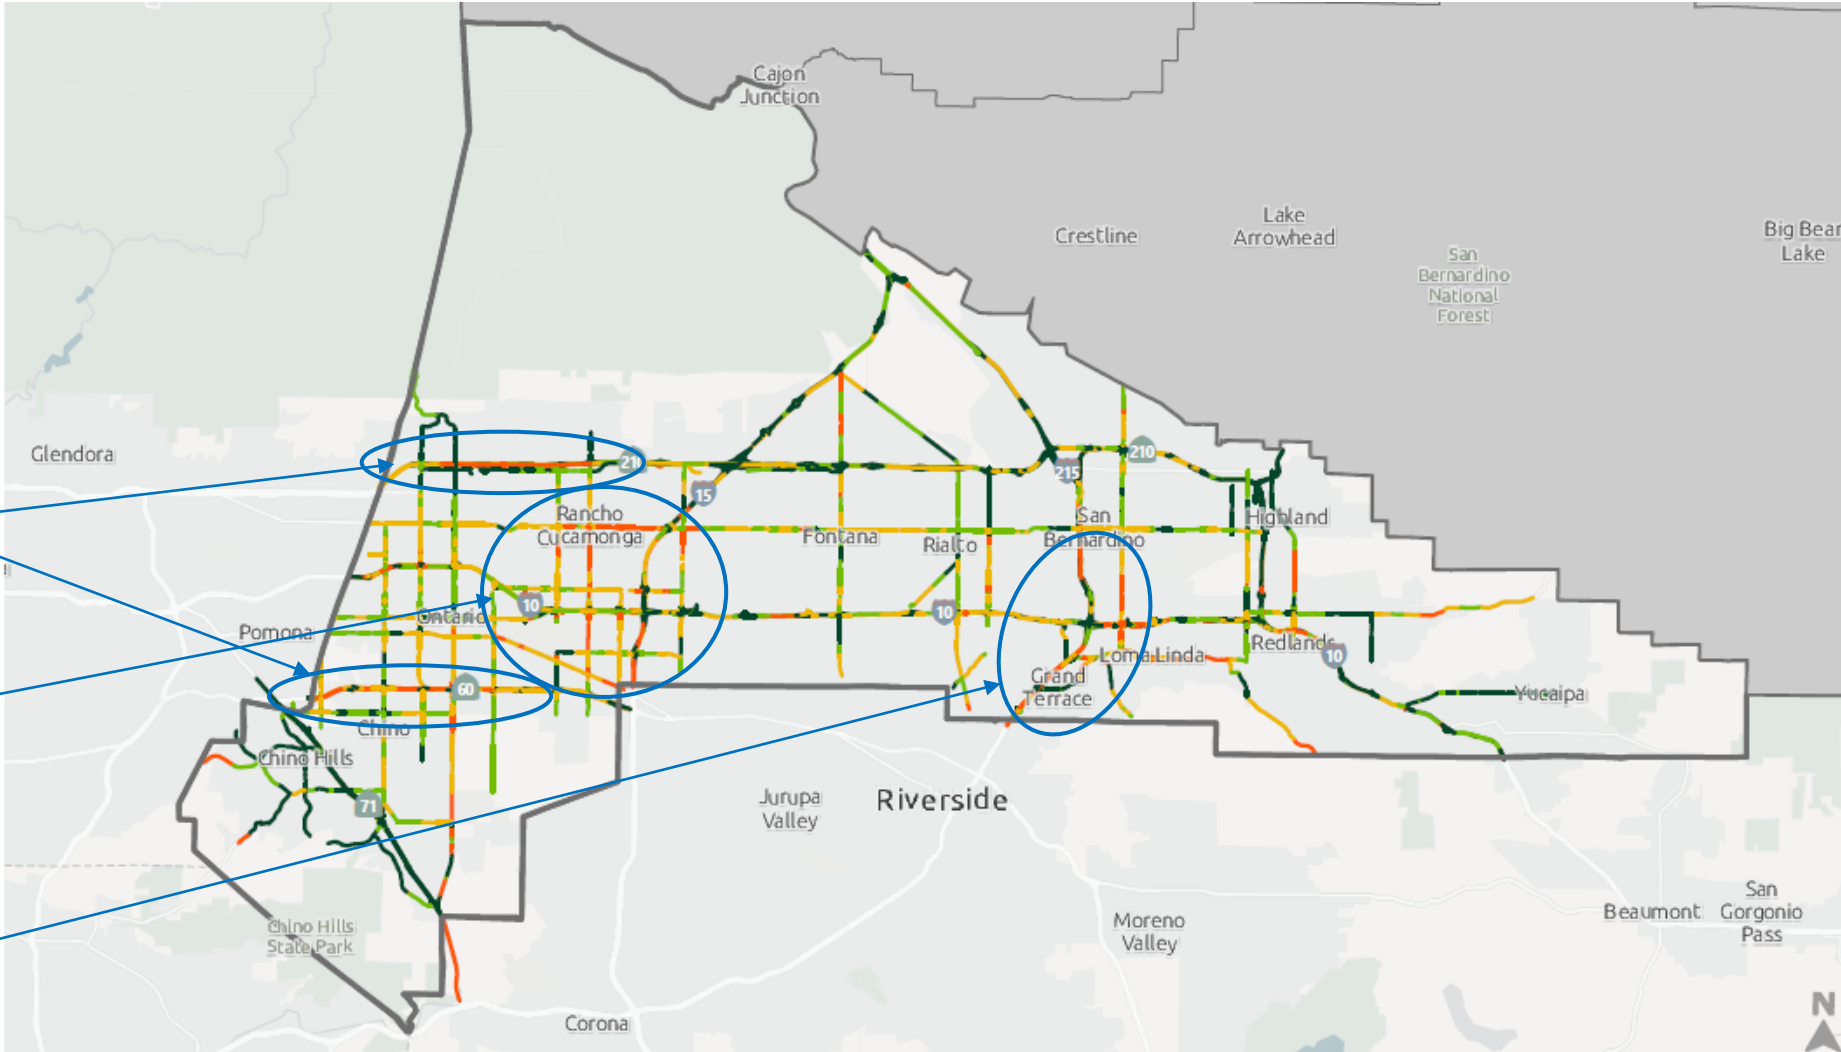 Cajon
Junction
Crestline
Lake
Arrowhead
Big Bear
Lake
San
Bernardino
National
Forest
Glendora
210
210
215
15
Rancho
Cucamonga
Fontana
Rialto
San
Bernardino
Highland
10
10
Ontario
Pomona
Redlands
10
Loma Linda
Grand
Terrace
Yucaipa
60
Chino
Chino Hills
71
Jurupa
Valley
Riverside
Chino Hills
State Park
Moreno
Valley
Beaumont
San
Gorgonio
Pass
Corona
N